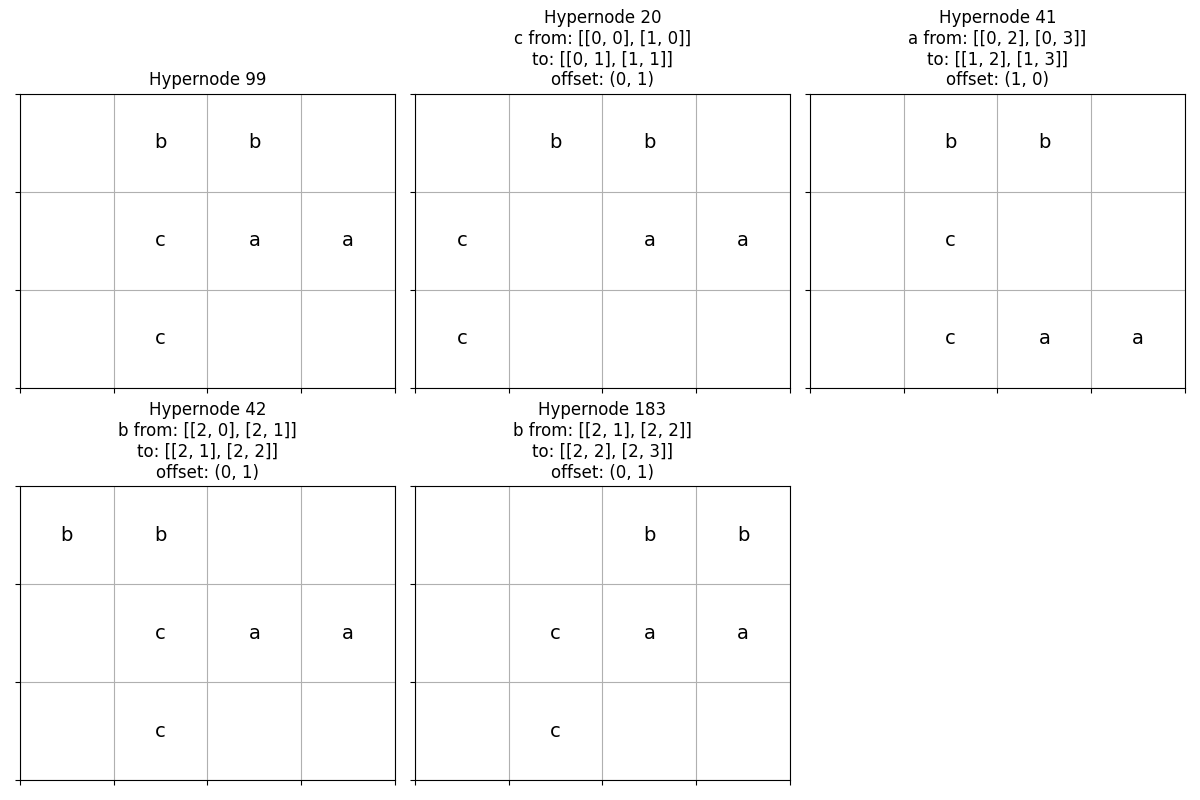 Hypernode 99
b b
c a a
c
Hypernode 20
c from: [[0, 0], [1, 0]]
to: [[0, 1], [1, 1]]
offset: (0, 1)
b b
c a a
c
Hypernode 41
a from: [[0, 2], [0, 3]]
to: [[1, 2], [1, 3]]
offset: (1, 0)
b b
c
c a a
Hypernode 42
b from: [[2, 0], [2, 1]]
to: [[2, 1], [2, 2]]
offset: (0, 1)
b b
c a a
c
Hypernode 183
b from: [[2, 1], [2, 2]]
to: [[2, 2], [2, 3]]
offset: (0, 1)
b b
c a a
c